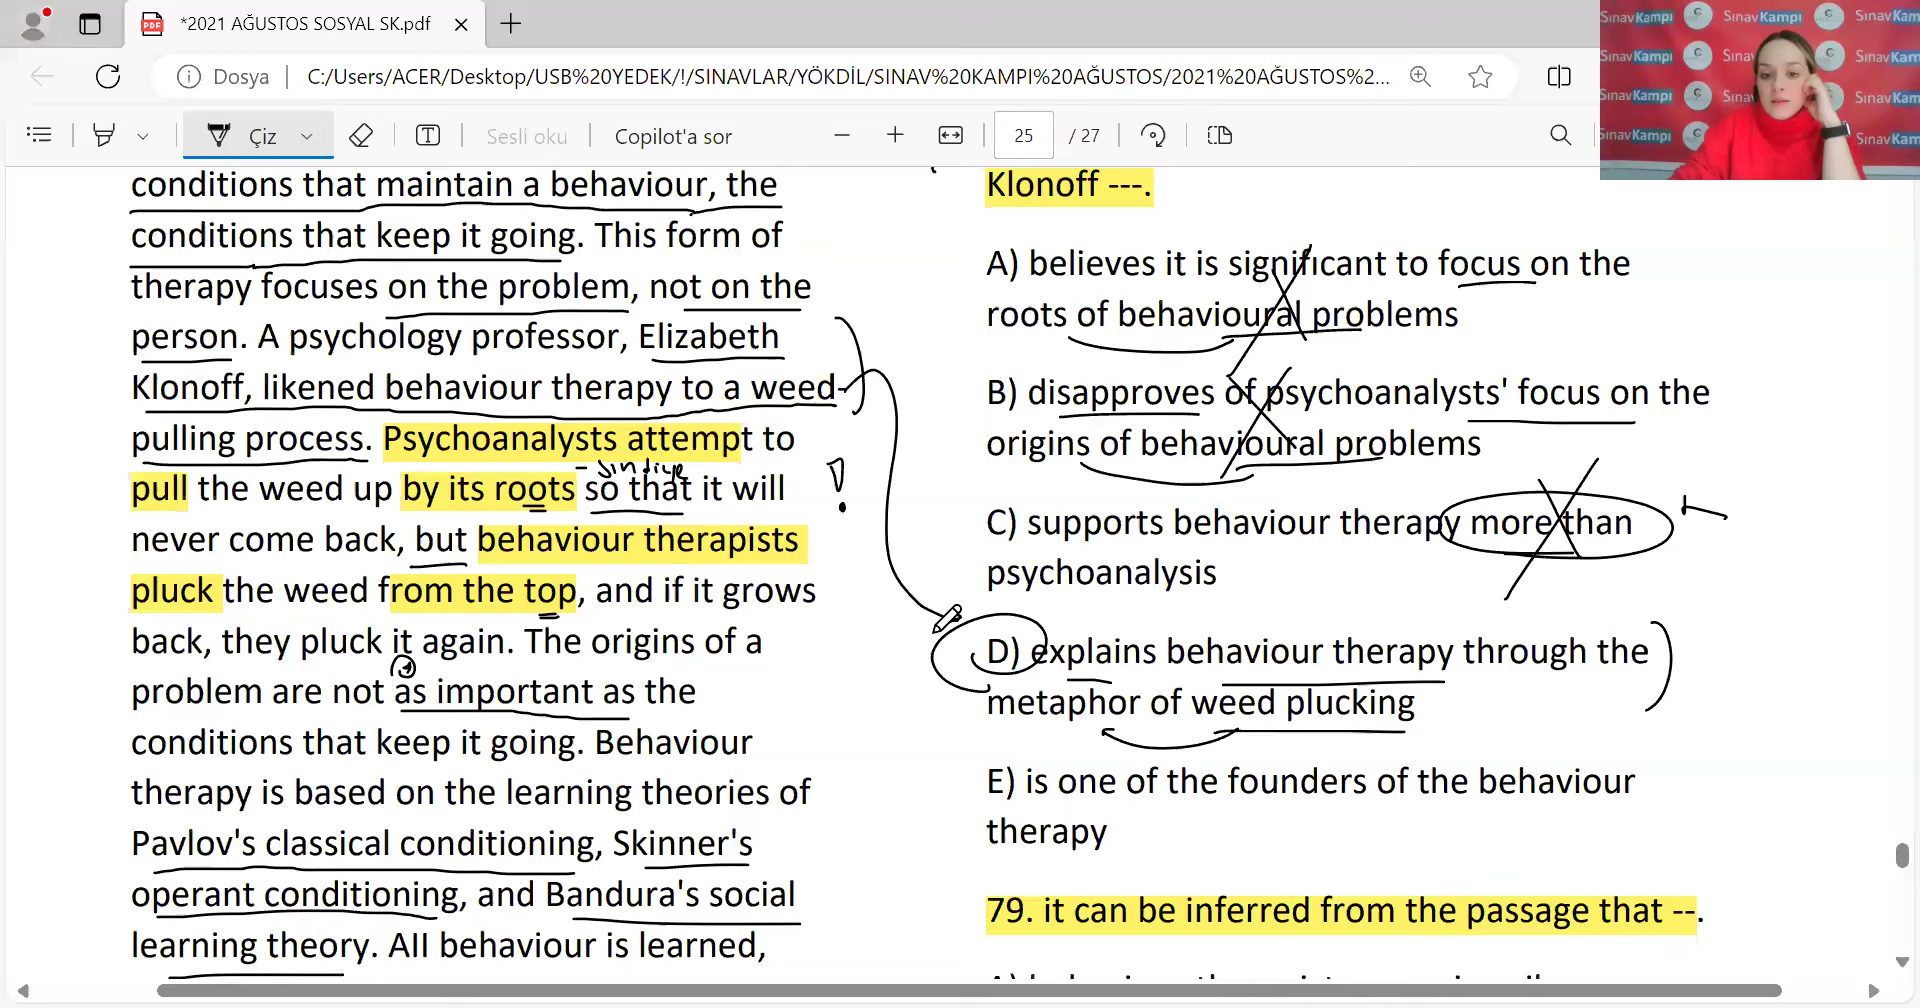 *2021 AĞUSTOS SOSYAL SK.pdf
Dosya
C:/Users/ACER/Desktop/USB%20YEDEK/!/SINAVLAR/YÖKDİL/SINAV%20KAMPI%20AĞUSTOS/2021%20AĞUSTOS%2...
Çiz
Sesli oku
Copilot'a sor
25 / 27
SınavKampı
conditions that maintain a behaviour, the
conditions that keep it going. This form of
therapy focuses on the problem, not on the
person. A psychology professor, Elizabeth
Klonoff, likened behaviour therapy to a weed-
pulling process. Psychoanalysts attempt to
pull the weed up by its roots so that it will
never come back, but behaviour therapists
pluck the weed from the top, and if it grows
back, they pluck it again. The origins of a
problem are not as important as the
conditions that keep it going. Behaviour
therapy is based on the learning theories of
Pavlov's classical conditioning, Skinner's
operant conditioning, and Bandura's social
learning theory. AII behaviour is learned,
Klonoff ---.
A) believes it is significant to focus on the
roots of behavioural problems
B) disapproves of psychoanalysts' focus on the
origins of behavioural problems
C) supports behaviour therapy more than
psychoanalysis
D) explains behaviour therapy through the
metaphor of weed plucking
E) is one of the founders of the behaviour
therapy
79. it can be inferred from the passage that --.